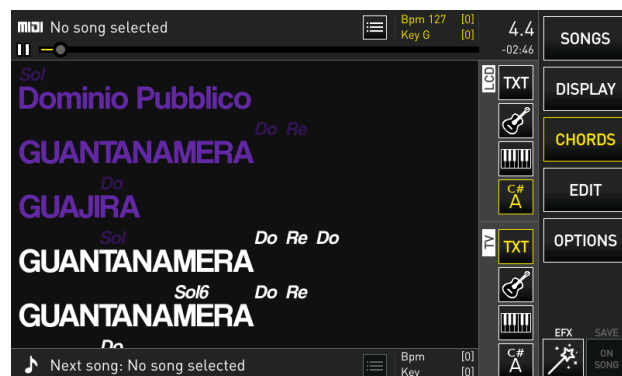 MIDI No song selected
Bpm 127 [0]
Key G [0]
4.4
-02:46
SONGS
DISPLAY
CHORDS
EDIT
OPTIONS
LCD
TXT
C#
A
TV
TXT
C#
A
EFX SAVE
ON
SONG
Sol
Dominio Pubblico
Do Re
GUANTANAMERA
Do
GUAJIRA
Sol Do Re Do
GUANTANAMERA
Sol6 Do Re
GUANTANAMERA
Do
Next song: No song selected
Bpm [0]
Key [0]